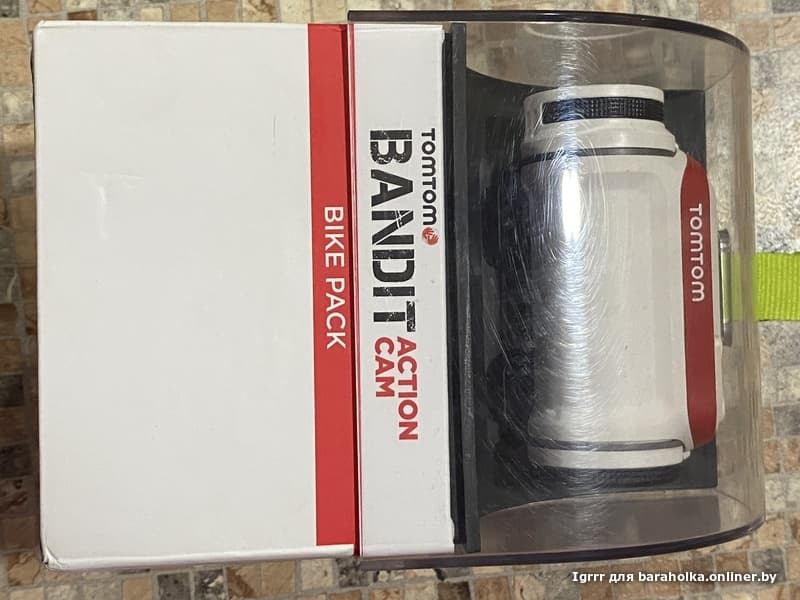 TOMTOM
BANDIT
ACTION
CAM
BIKE PACK
TOMTOM
Igrrr для baraholka.onliner.by